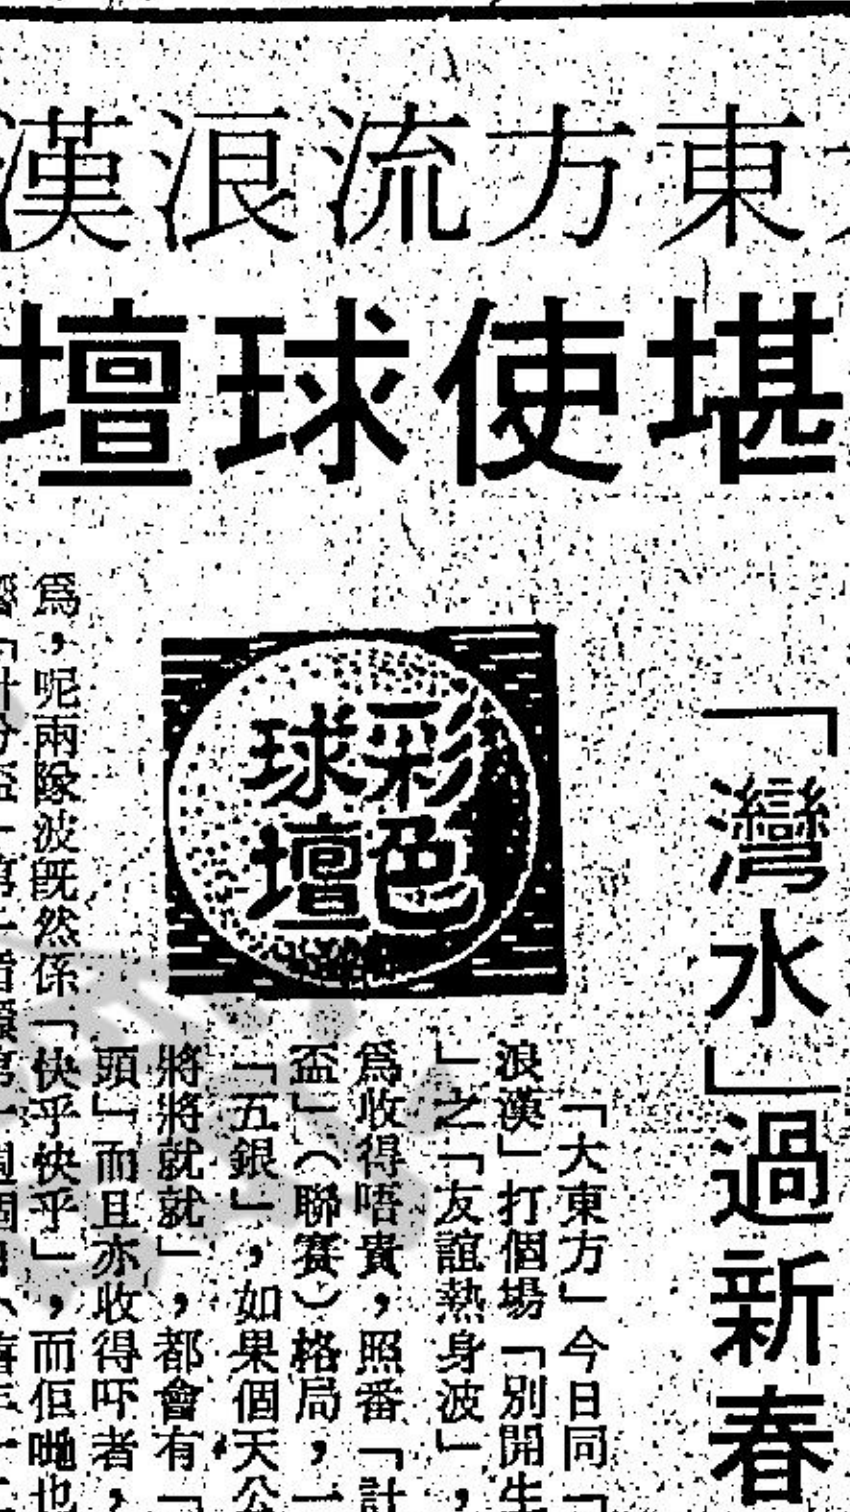 東方流浪漢
堪使球壇
「灣水」過新春
彩色
球壇
「大東方」今日同「
浪漢」打個場「別開生
」之「友誼熱身波」，
爲收得唔貴，照番「計
盃」（聯賽）格局，一
「五銀」，如果個天公
將將就就」，都會有「
頭」而且亦收得吓者，
爲，呢兩隊波既然係「快乎快乎」，而佢哋也